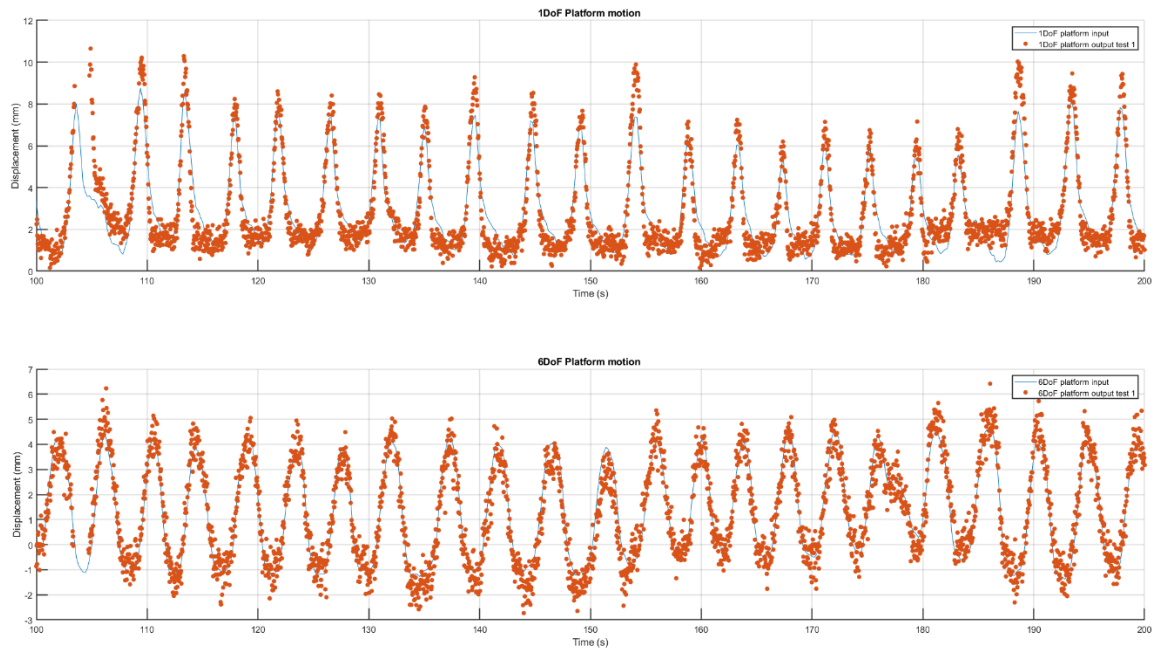 1DoF Platform motion
12
10
8
6
4
2
0
Displacement (mm)
1DoF platform input
1DoF platform output test 1
100 110 120 130 140 150 160 170 180 190 200
Time (s)
6DoF Platform motion
7
6
5
4
3
2
1
0
-1
-2
-3
Displacement (mm)
6DoF platform input
6DoF platform output test 1
100 110 120 130 140 150 160 170 180 190 200
Time (s)